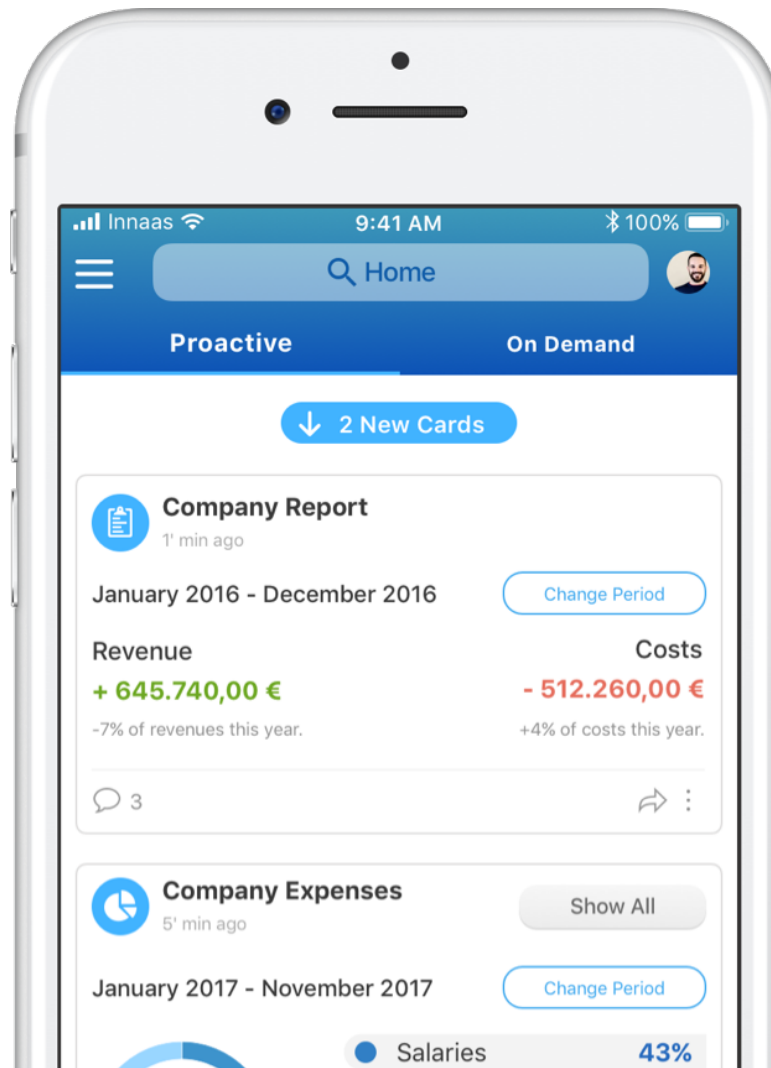 Innaas 9:41 AM 100%
Home
Proactive On Demand
2 New Cards
Company Report
1' min ago
January 2016 - December 2016 Change Period
Revenue Costs
+ 645.740,00 € - 512.260,00 €
-7% of revenues this year. +4% of costs this year.
3
Company Expenses
5' min ago
Show All
January 2017 - November 2017 Change Period
Salaries 43%